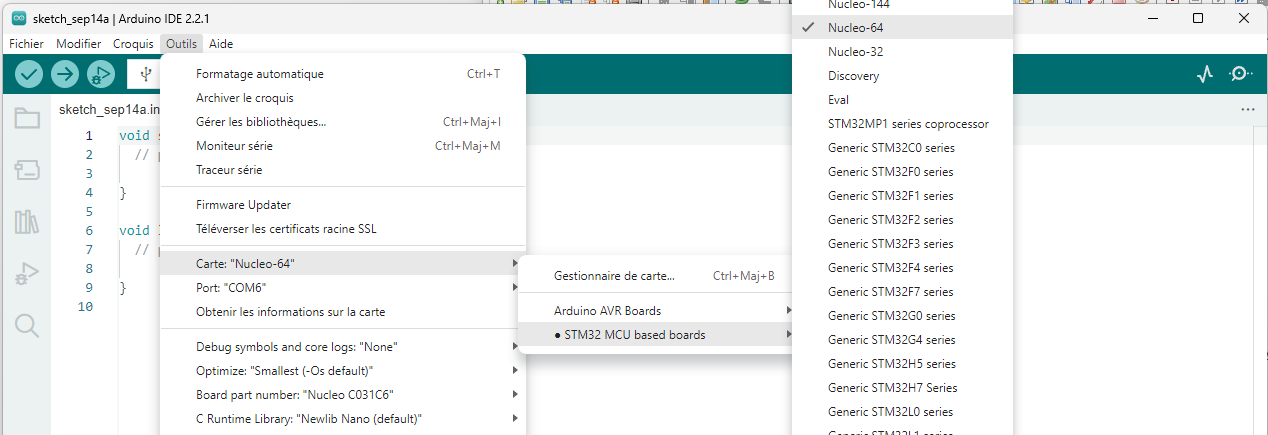 sketch_sep14a | Arduino IDE 2.2.1
Fichier Modifier Croquis Outils Aide
sketch_sep14a.in
1 void s
2 // p
3
4 }
5
6 void l
7 // p
8
9 }
10
Formatage automatique Ctrl+T
Archiver le croquis
Gérer les bibliothèques... Ctrl+Maj+I
Moniteur série Ctrl+Maj+M
Traceur série
Firmware Updater
Téléverser les certificats racine SSL
Carte: "Nucleo-64"
Port: "COM6"
Obtenir les informations sur la carte
Debug symbols and core logs: "None"
Optimize: "Smallest (-Os default)"
Board part number: "Nucleo C031C6"
C Runtime Library: "Newlib Nano (default)"
Gestionnaire de carte... Ctrl+Maj+B
Arduino AVR Boards
● STM32 MCU based boards
Nucleo-144
Nucleo-64
Nucleo-32
Discovery
Eval
STM32MP1 series coprocessor
Generic STM32C0 series
Generic STM32F0 series
Generic STM32F1 series
Generic STM32F2 series
Generic STM32F3 series
Generic STM32F4 series
Generic STM32F7 series
Generic STM32G0 series
Generic STM32G4 series
Generic STM32H5 series
Generic STM32H7 Series
Generic STM32L0 series
Generic STM32L1 series